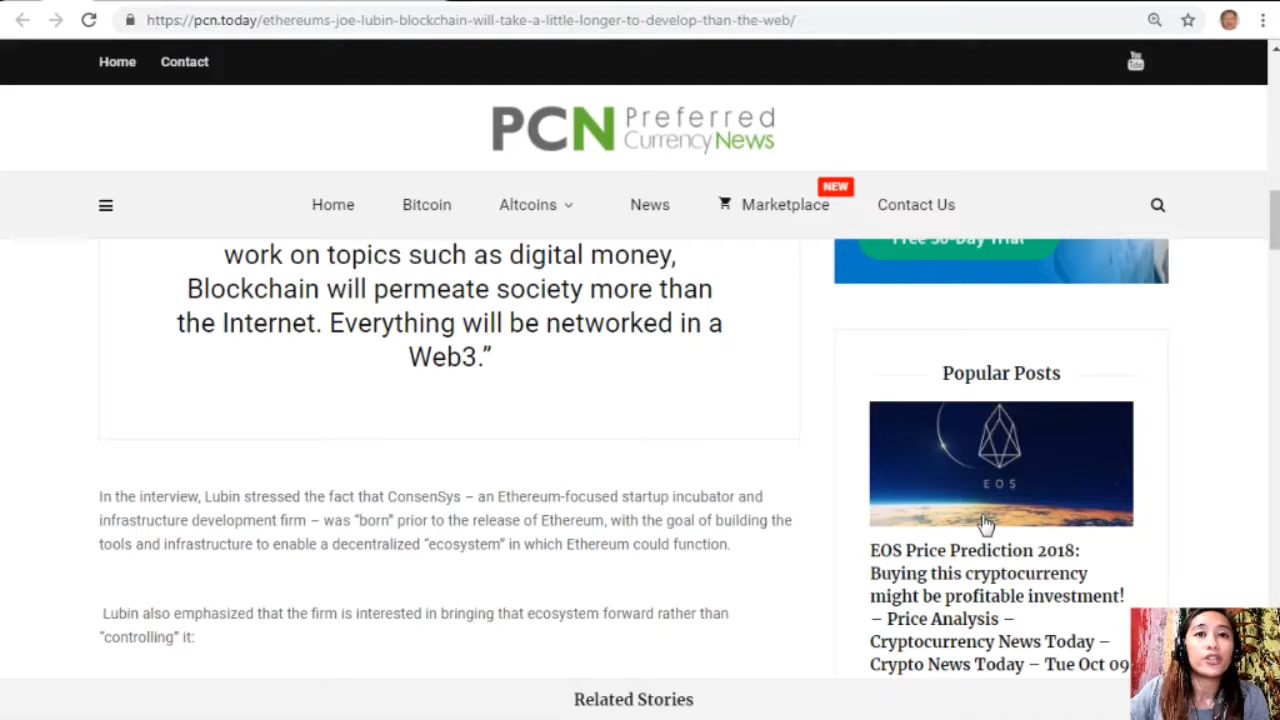 https://pcn.today/ethereums-joe-lubin-blockchain-will-take-a-little-longer-to-develop-than-the-web/
Home Contact
You Tube
PCN Preferred Currency News
Home Bitcoin Altcoins News Marketplace NEW Contact Us
work on topics such as digital money,
Blockchain will permeate society more than
the Internet. Everything will be networked in a
Web3.”
In the interview, Lubin stressed the fact that ConsenSys – an Ethereum-focused startup incubator and
infrastructure development firm – was “born” prior to the release of Ethereum, with the goal of building the
tools and infrastructure to enable a decentralized “ecosystem” in which Ethereum could function.
Lubin also emphasized that the firm is interested in bringing that ecosystem forward rather than
“controlling” it:
Free 30-Day Trial
Popular Posts
EOS
EOS Price Prediction 2018:
Buying this cryptocurrency
might be profitable investment!
– Price Analysis –
Cryptocurrency News Today –
Crypto News Today – Tue Oct 09
Related Stories